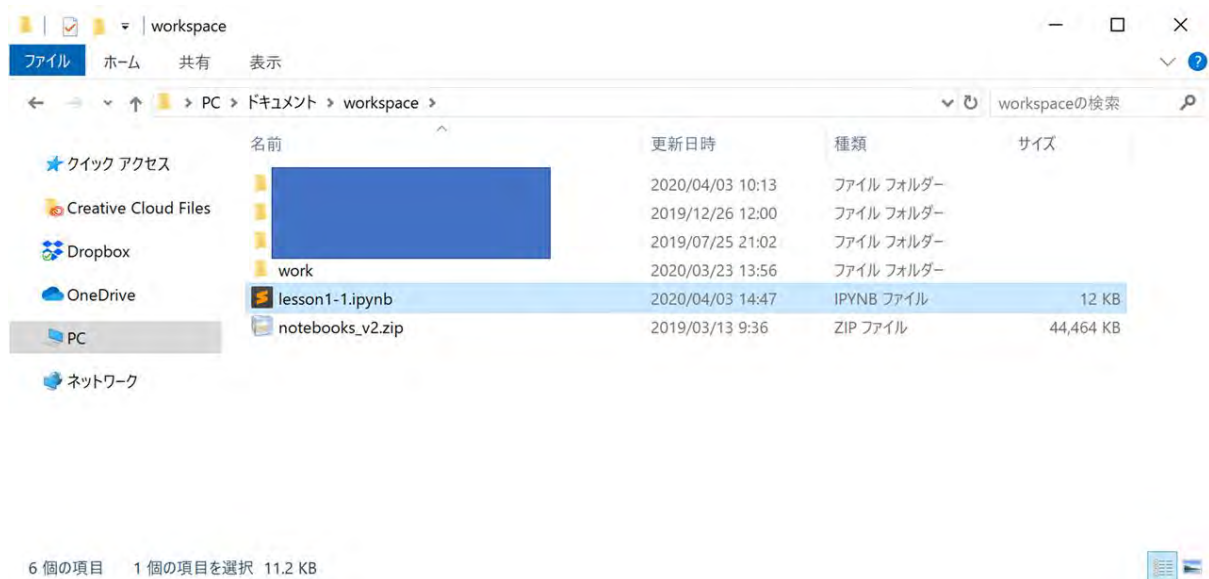 workspace
ファイル ホーム 共有 表示
PC ドキュメント workspace workspaceの検索
名前 更新日時 種類 サイズ
クイック アクセス
Creative Cloud Files
Dropbox
OneDrive
PC
ネットワーク
2020/04/03 10:13 ファイル フォルダー
2019/12/26 12:00 ファイル フォルダー
2019/07/25 21:02 ファイル フォルダー
work 2020/03/23 13:56 ファイル フォルダー
lesson1-1.ipynb 2020/04/03 14:47 IPYNB ファイル 12 KB
notebooks_v2.zip 2019/03/13 9:36 ZIP ファイル 44,464 KB
6 個の項目 1 個の項目を選択 11.2 KB